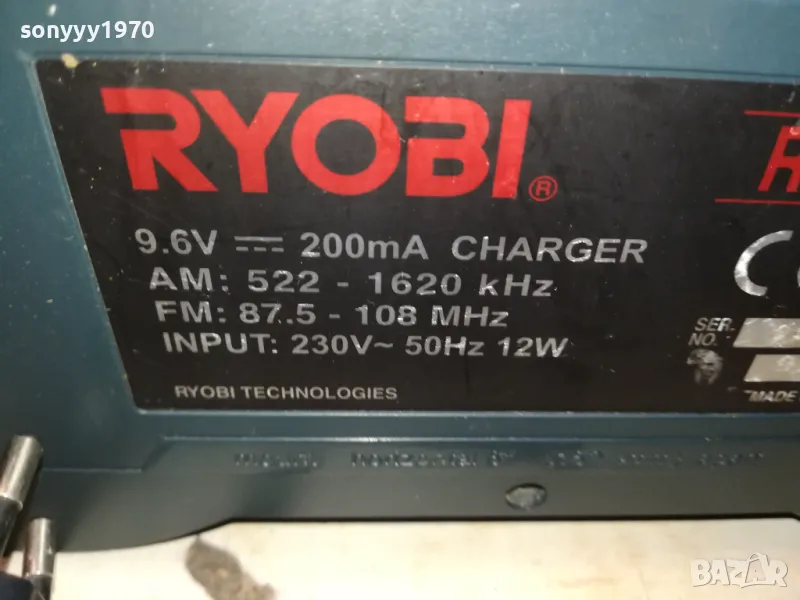 sonyyy1970
RYOBI®
9.6V ⎓ 200mA CHARGER
AM: 522 - 1620 kHz
FM: 87.5 - 108 MHz
INPUT: 230V~ 50Hz 12W
RYOBI TECHNOLOGIES
SER.
NO.
MADE
BAZAR